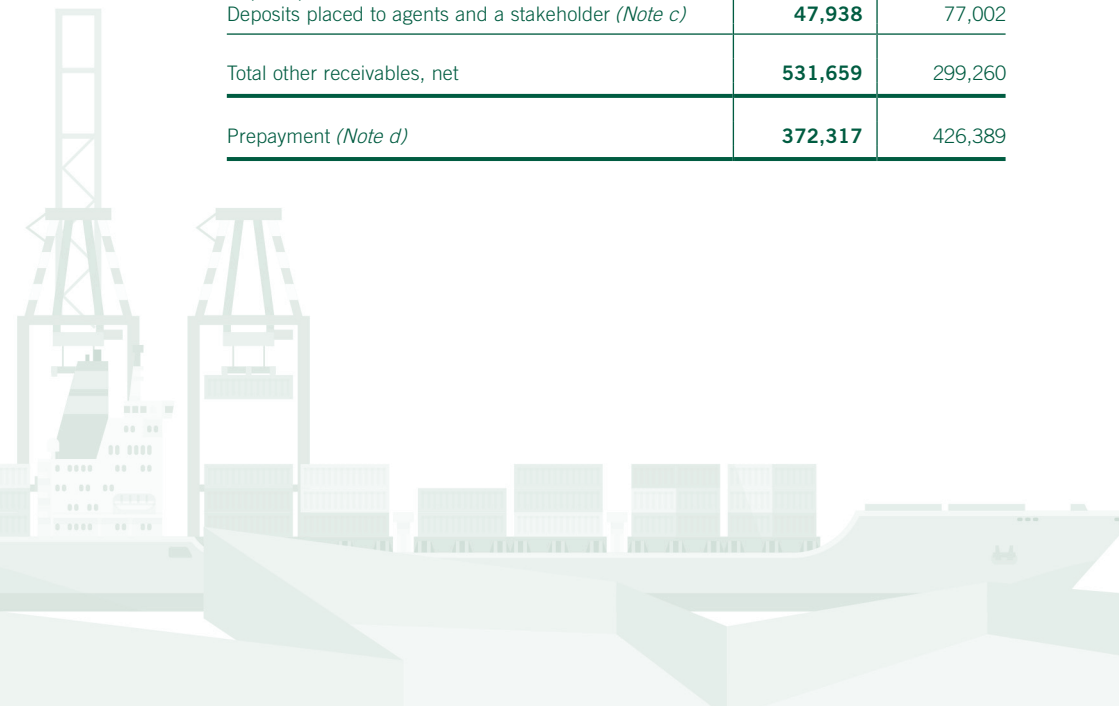 Deposits placed to agents and a stakeholder (Note c) 47,938 77,002
Total other receivables, net 531,659 299,260
Prepayment (Note d) 372,317 426,389